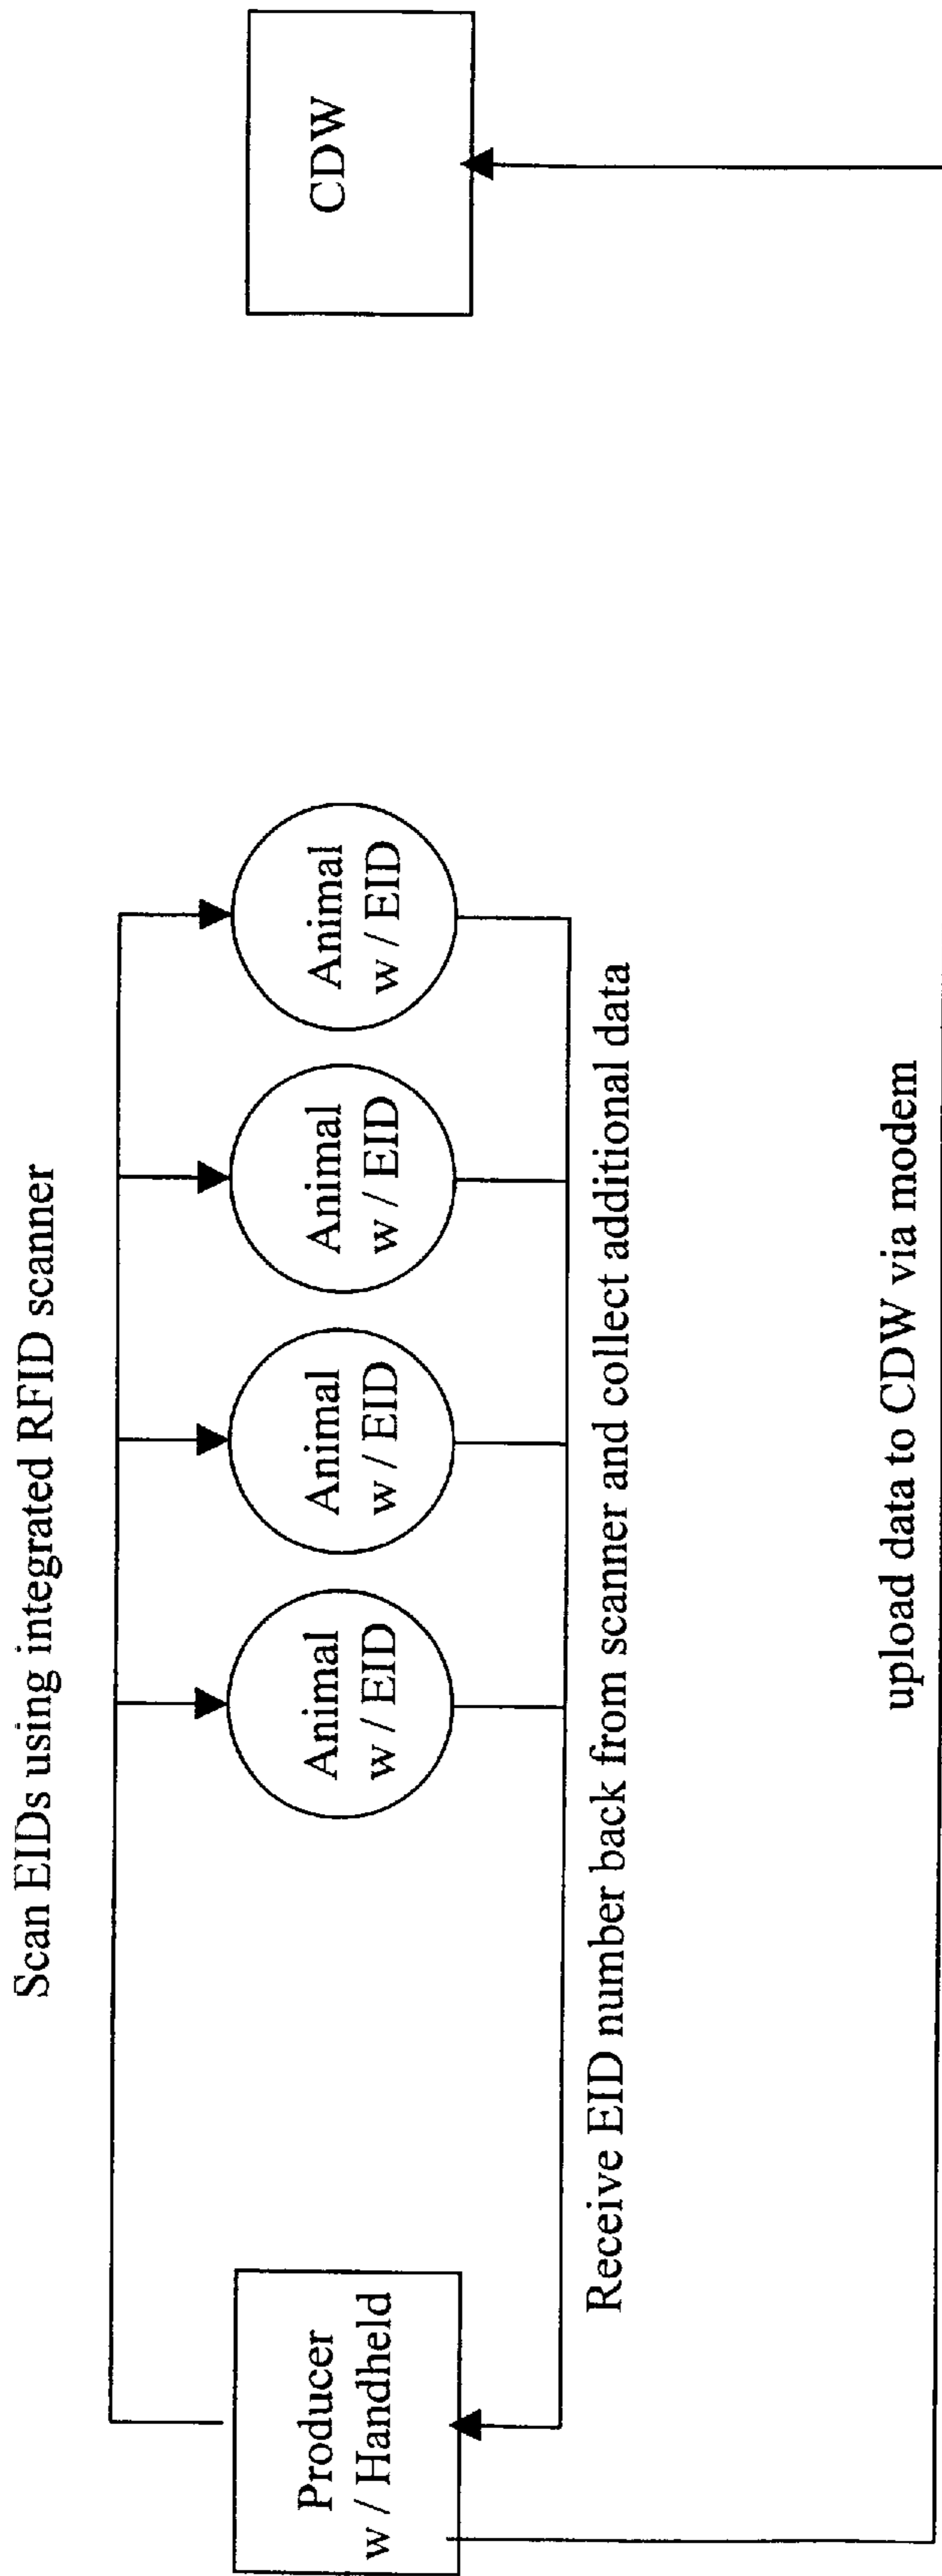 Scan EIDs using integrated RFID scanner
Producer
w / Handheld
Animal
w / EID
Animal
w / EID
Animal
w / EID
Animal
w / EID
CDW
Receive EID number back from scanner and collect additional data
upload data to CDW via modem